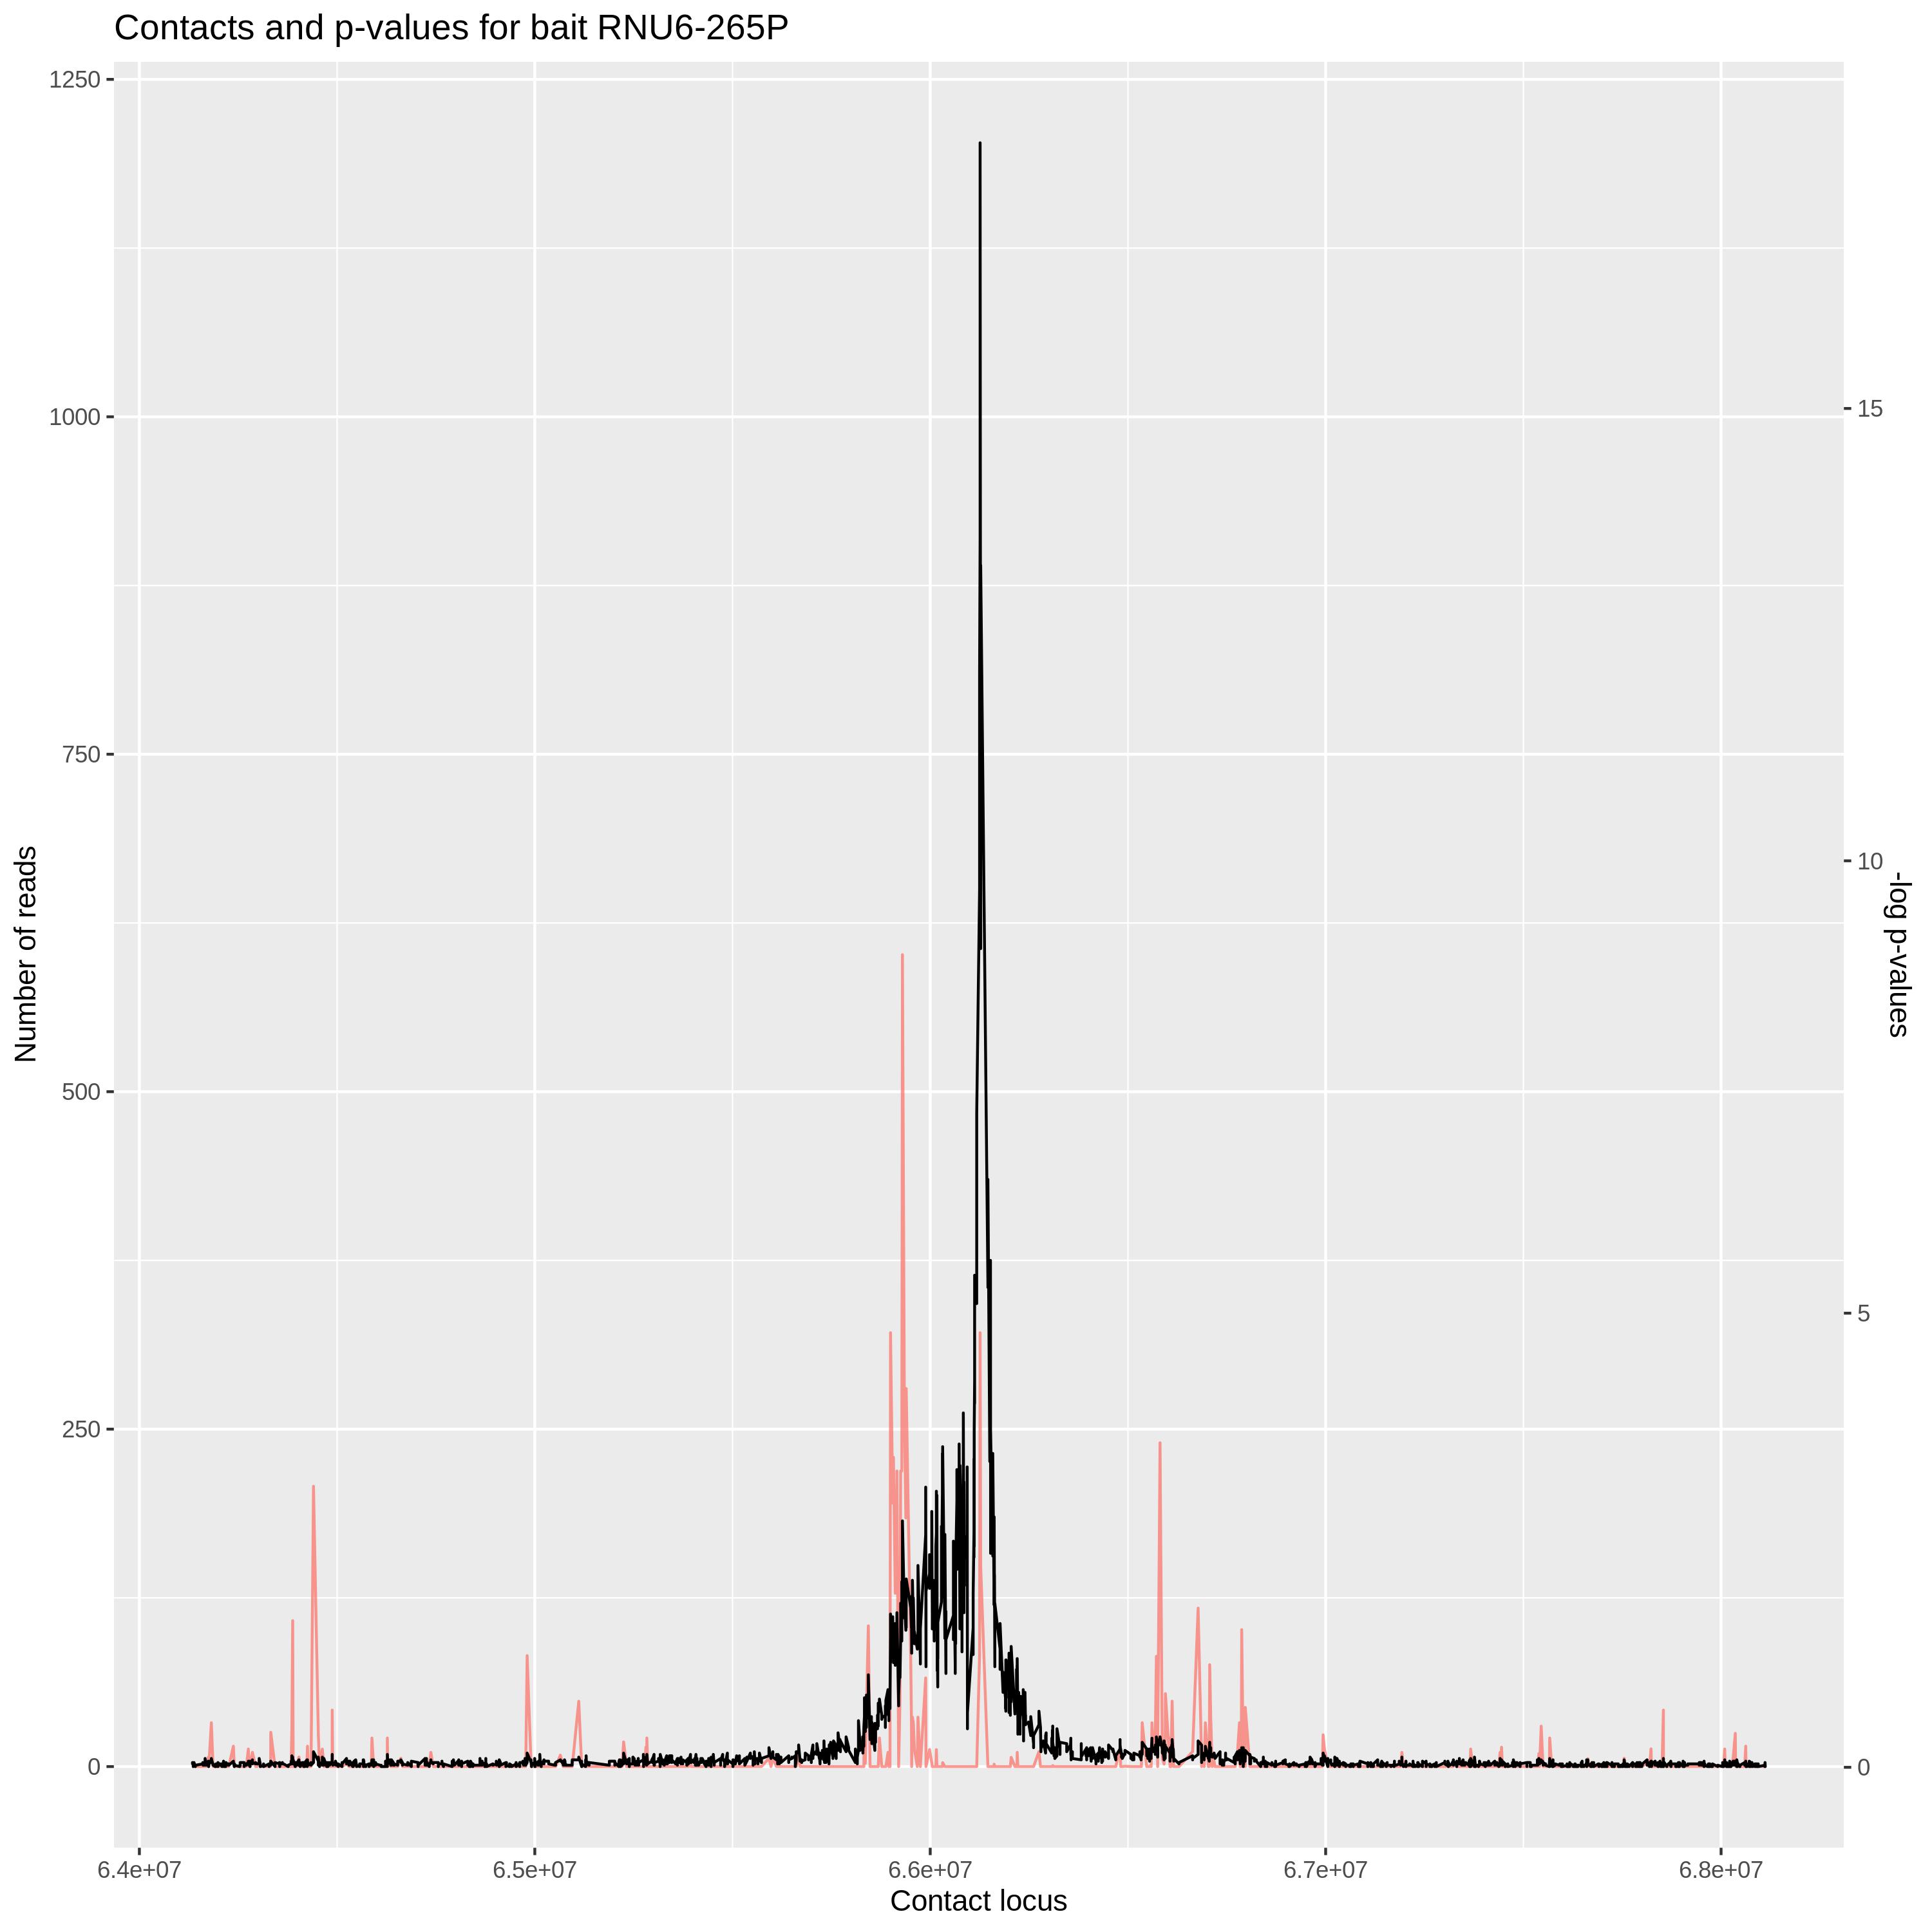 Contacts and p-values for bait RNU6-265P
1250
1000
750
500
250
0
Number of reads
15
10
5
0
-log p-values
6.4e+07 6.5e+07 6.6e+07 6.7e+07 6.8e+07
Contact locus